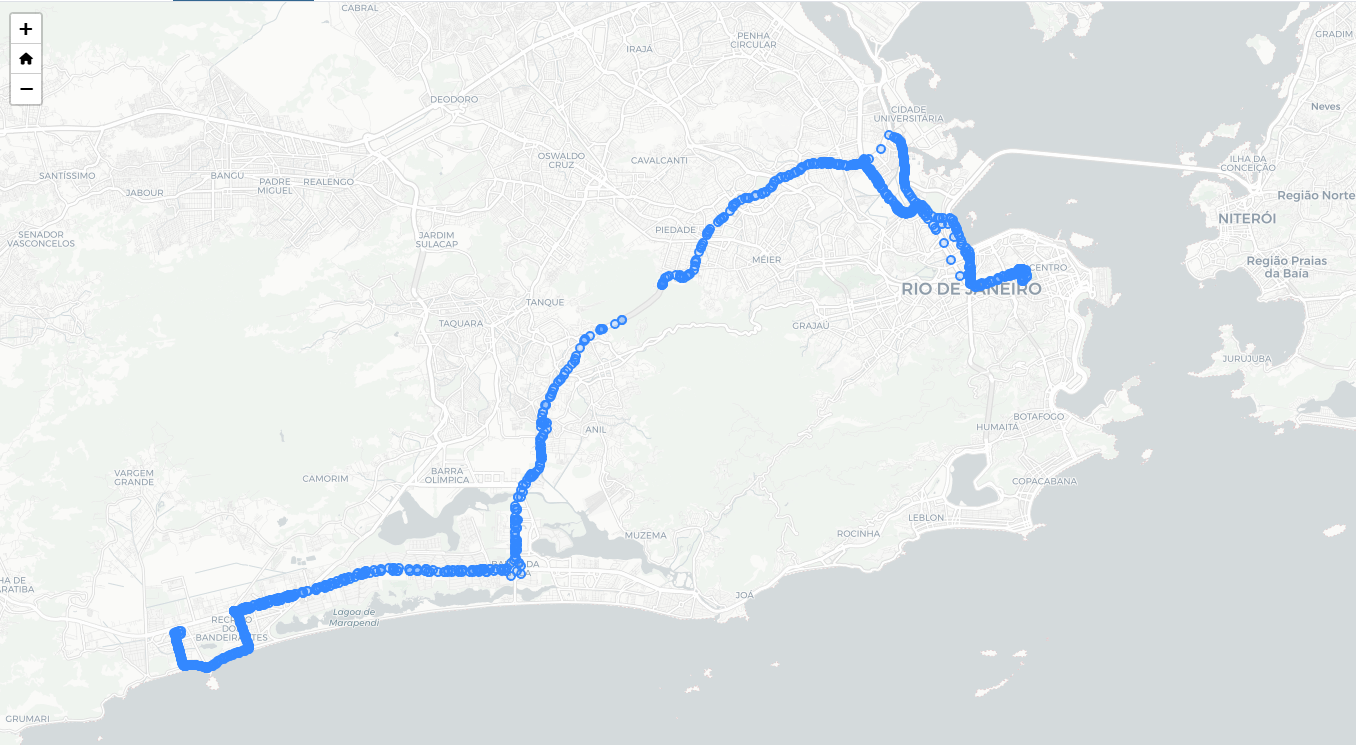 +
−
CABRAL
IRAJÁ
PENHA
CIRCULAR
GRADIM
DEODORO
CIDADE
UNIVERSITÁRIA
Neves
OSWALDO
CRUZ
CAVALCANTI
ILHA DA
CONCEIÇÃO
SANTÍSSIMO
BANGU
PADRE
MIGUEL
REALENGO
JABOUR
Região Norte
NITERÓI
SENADOR
VASCONCELOS
JARDIM
SULACAP
PIEDADE
MÉIER
CENTRO
Região Praias
da Baía
RIO DE JANEIRO
TANQUE
TAQUARA
GRAJAÚ
JURUJUBA
BOTAFOGO
HUMAITÁ
ANIL
VARGEM
GRANDE
CAMORIM
BARRA
OLÍMPICA
COPACABANA
LEBLON
ROCINHA
MUZEMA
HA DE
ARATIBA
JOÁ
Lagoa de
Marapendi
BANDEIRANTES
GRUMARI